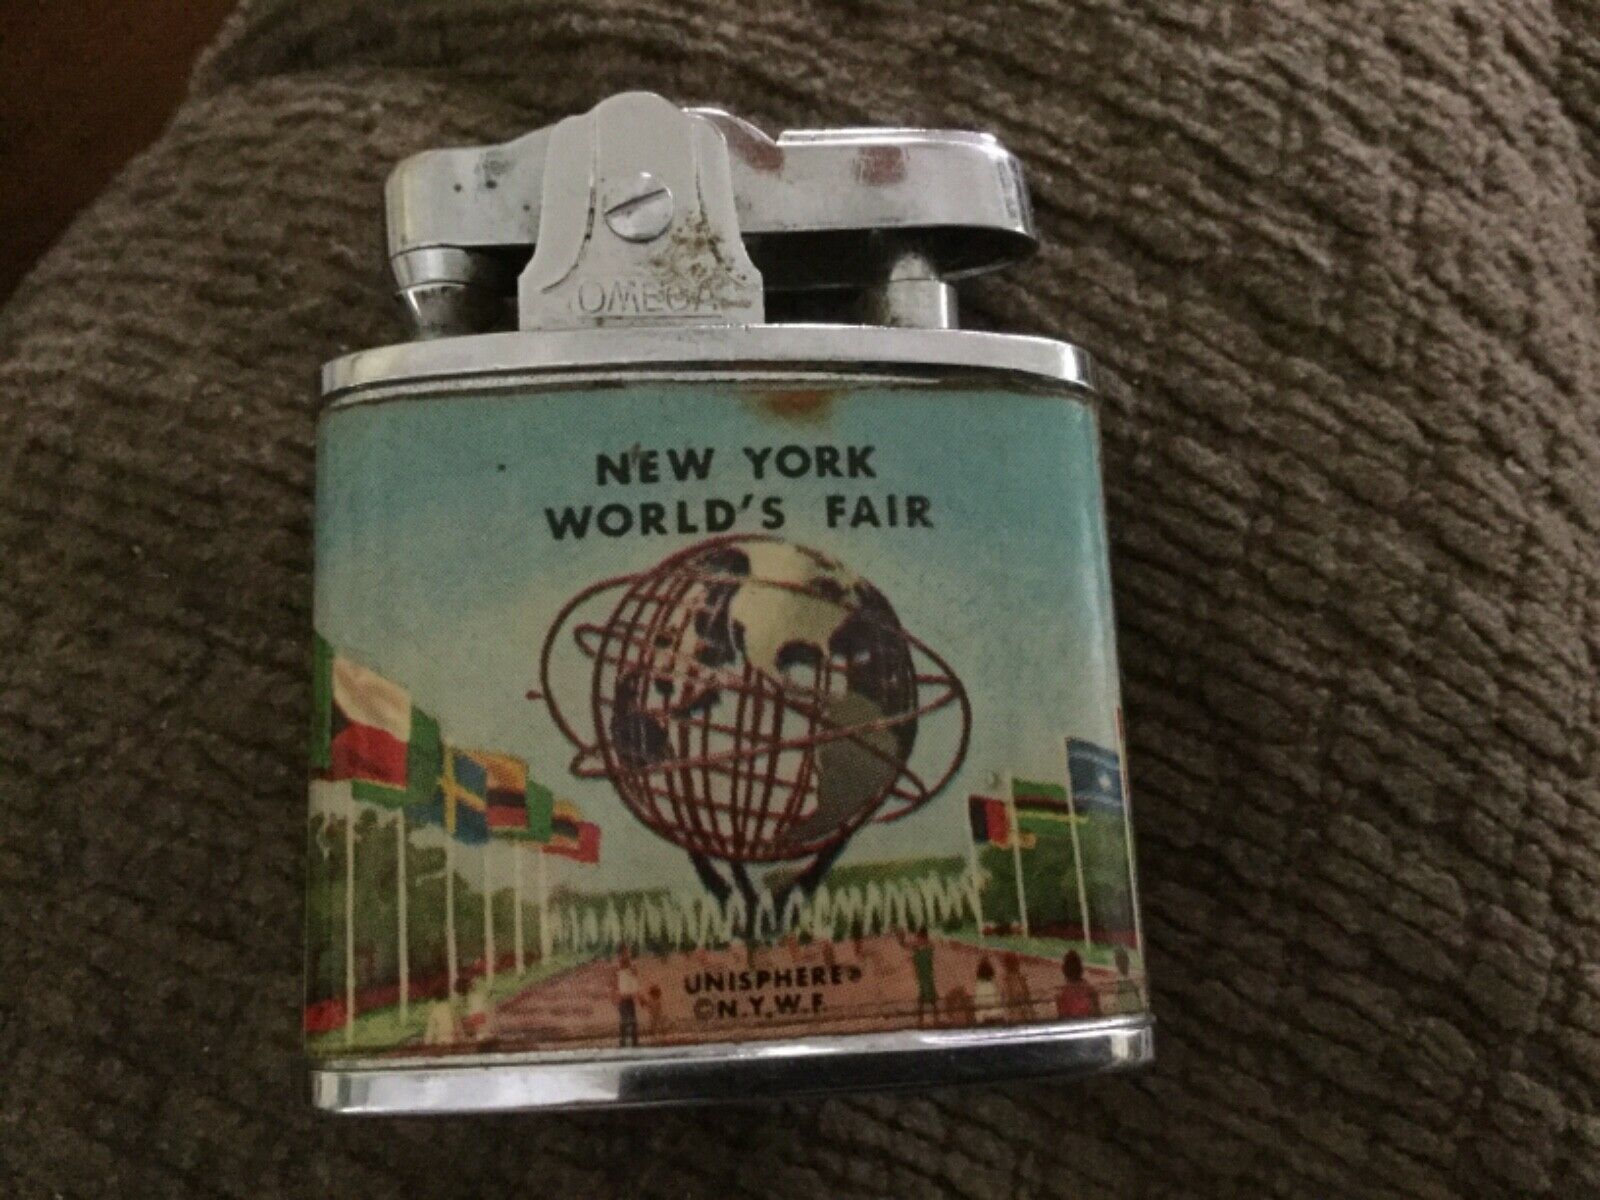 OMEGA
NEW YORK
WORLD'S FAIR
UNISPHERE®
©N.Y.W.F.